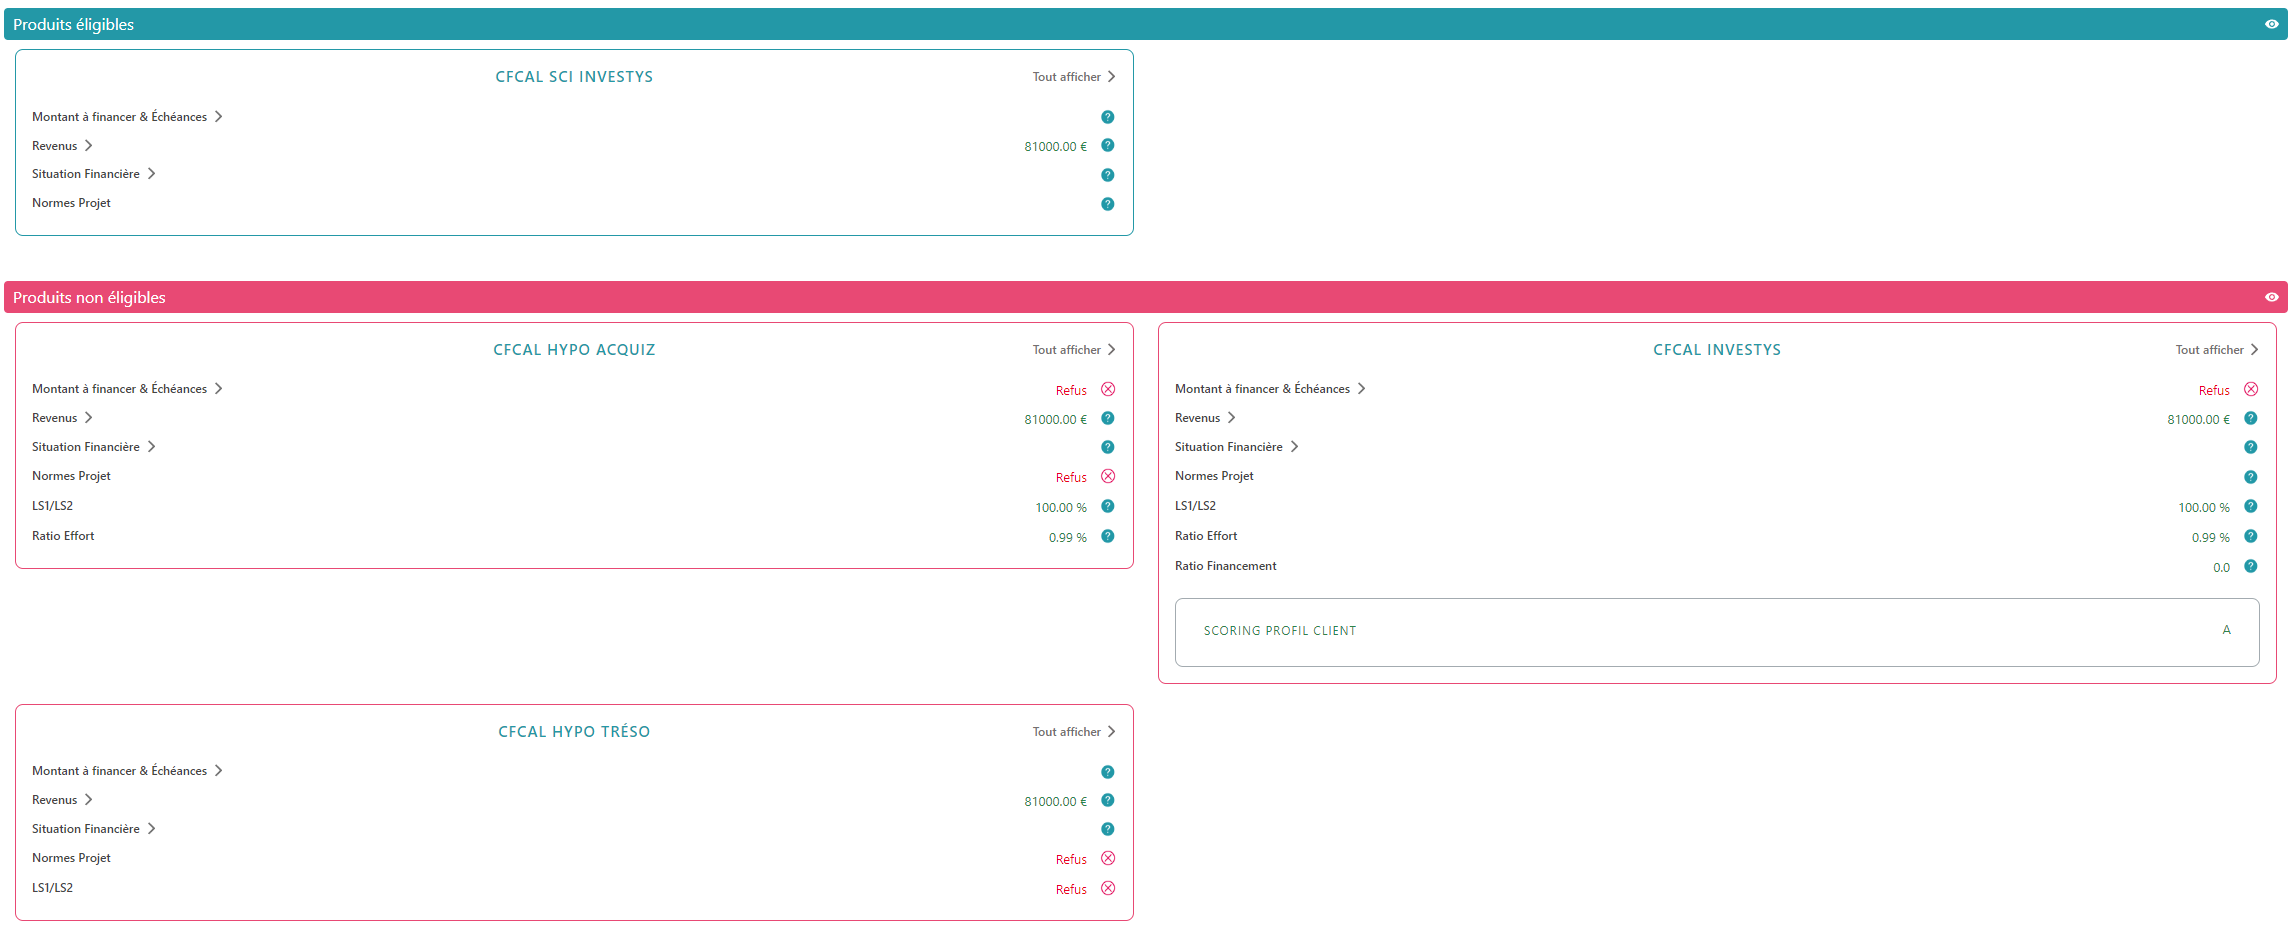 Produits éligibles
CFCAL SCI INVESTYS
Tout afficher
Montant à financer & Échéances
Revenus
81000.00 €
Situation Financière
Normes Projet
Produits non éligibles
CFCAL HYPO ACQUIZ
Tout afficher
Montant à financer & Échéances
Refus
Revenus
81000.00 €
Situation Financière
Normes Projet
Refus
LS1/LS2
100.00 %
Ratio Effort
0.99 %
CFCAL INVESTYS
Tout afficher
Montant à financer & Échéances
Refus
Revenus
81000.00 €
Situation Financière
Normes Projet
LS1/LS2
100.00 %
Ratio Effort
0.99 %
Ratio Financement
0.0
SCORING PROFIL CLIENT
A
CFCAL HYPO TRÉSO
Tout afficher
Montant à financer & Échéances
Revenus
81000.00 €
Situation Financière
Normes Projet
Refus
LS1/LS2
Refus